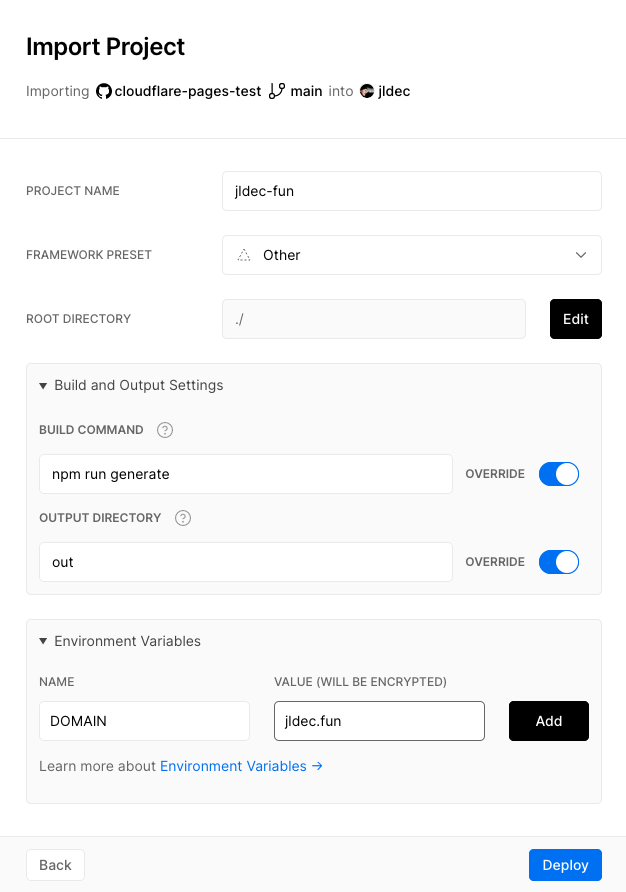 Import Project
Importing cloudflare-pages-test main into jldec
PROJECT NAME
jldec-fun
FRAMEWORK PRESET
Other
ROOT DIRECTORY
./
Edit
Build and Output Settings
BUILD COMMAND ?
npm run generate
OVERRIDE
OUTPUT DIRECTORY ?
out
OVERRIDE
Environment Variables
NAME
VALUE (WILL BE ENCRYPTED)
DOMAIN
jldec.fun
Add
Learn more about Environment Variables →
Back
Deploy